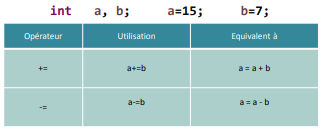 int a, b; a=15; b=7;
Opérateur Utilisation Equivalent à
+= a+=b a = a + b
-= a-=b a = a - b